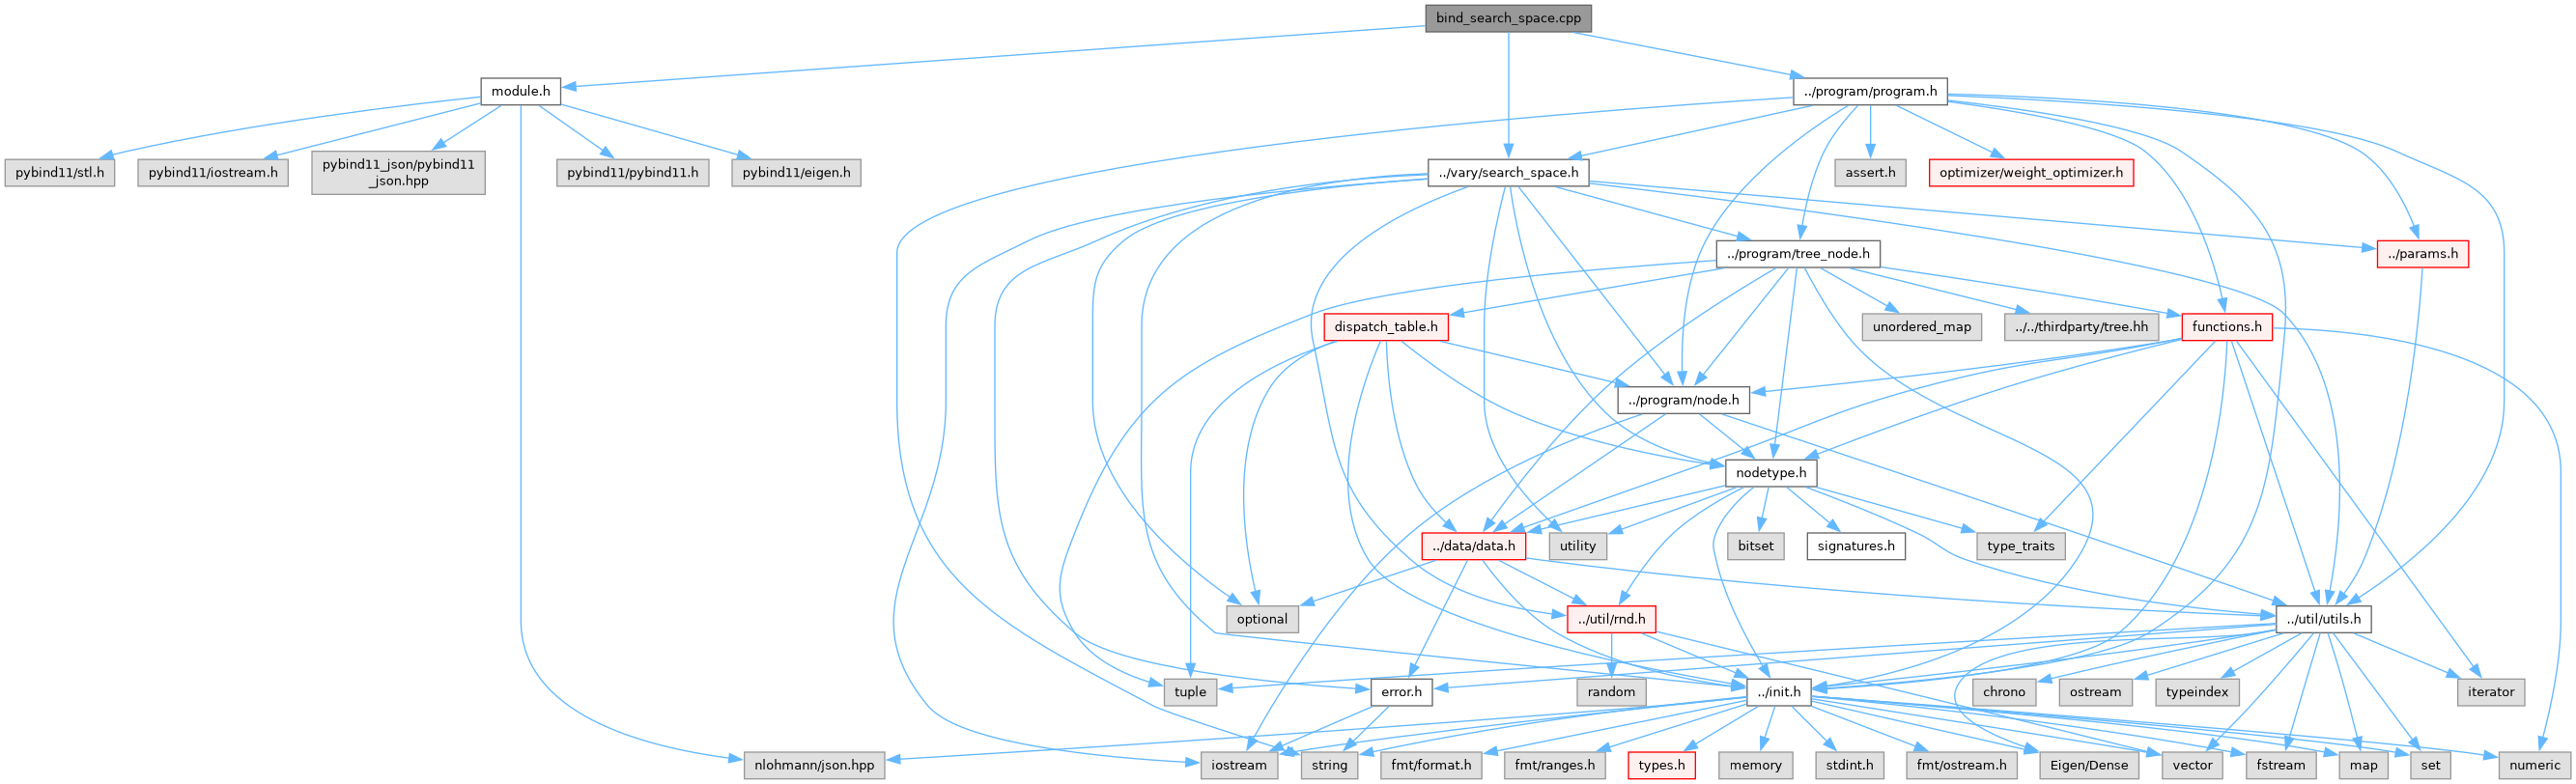 bind_search_space.cpp
module.h
../program/program.h
pybind11/stl.h
pybind11/iostream.h
pybind11_json/pybind11
_json.hpp
pybind11/pybind11.h
pybind11/eigen.h
../vary/search_space.h
assert.h
optimizer/weight_optimizer.h
../program/tree_node.h
../params.h
dispatch_table.h
unordered_map
../../thirdparty/tree.hh
functions.h
../program/node.h
nodetype.h
../data/data.h
utility
bitset
signatures.h
type_traits
optional
../util/rnd.h
../util/utils.h
tuple
error.h
random
../init.h
chrono
ostream
typeindex
iterator
nlohmann/json.hpp
iostream
string
fmt/format.h
fmt/ranges.h
types.h
memory
stdint.h
fmt/ostream.h
Eigen/Dense
vector
fstream
map
set
numeric